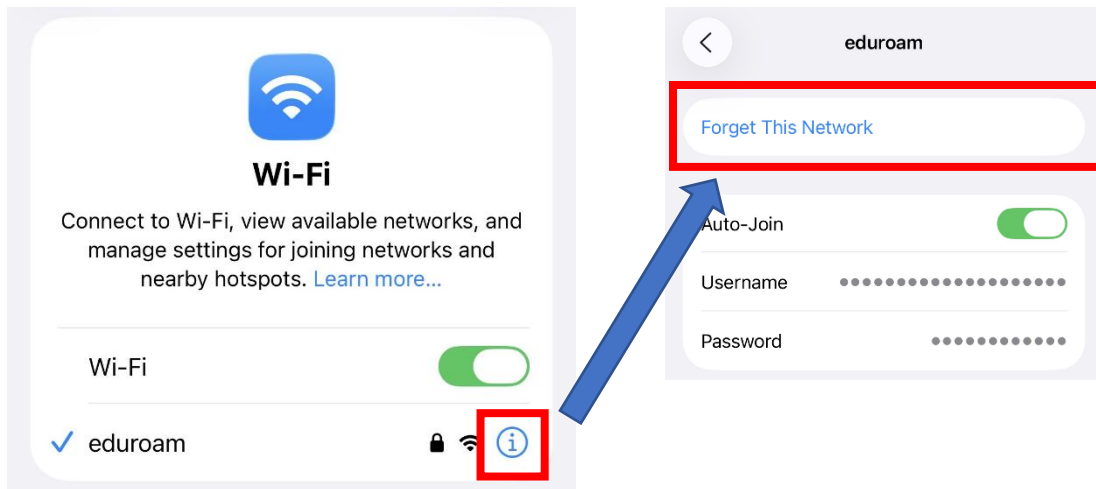 Wi-Fi
Connect to Wi-Fi, view available networks, and
manage settings for joining networks and
nearby hotspots. Learn more...
Wi-Fi
eduroam
eduroam
Forget This Network
Auto-Join
Username
Password